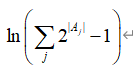 ln(∑_j 2^{|A_j|} − 1)↵